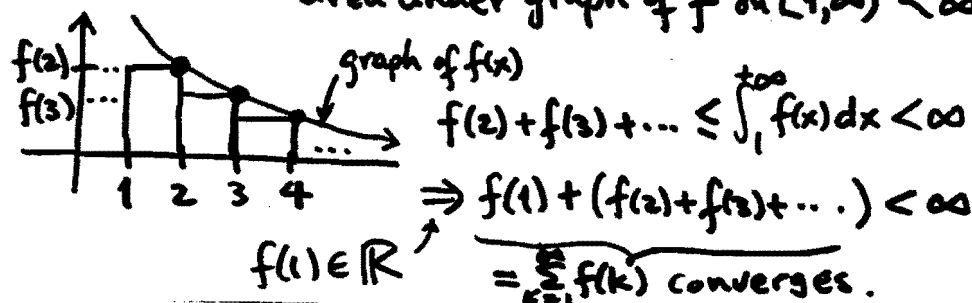 area under graph of f on [1,∞) < ∞
f(2) ...
f(3) ...
graph of f(x)
f(2)+f(3)+... ≤ ∫₁^{+∞} f(x)dx < ∞
1 2 3 4 ...
⇒ f(1) + (f(2)+f(3)+...) < ∞
f(1) ∈ ℝ
= ∑_{k=1}^{∞} f(k) converges.